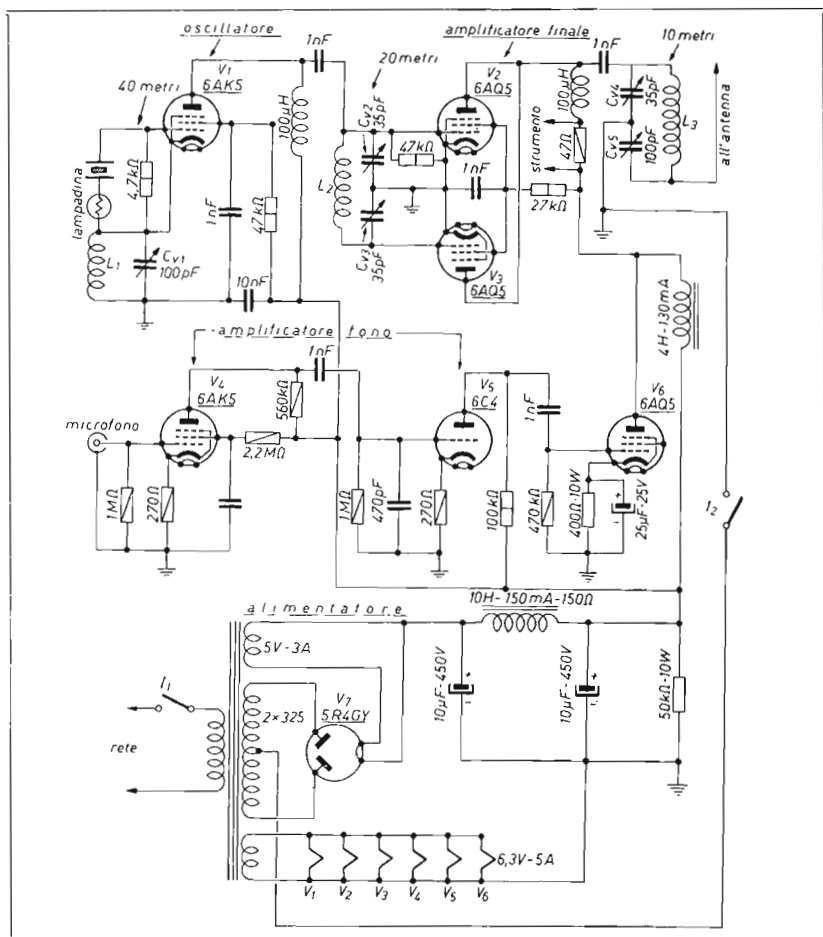 oscillatore
1nF
V1
6AK5
40 metri
lampadina
4,7kΩ
L1
Cv1
100pF
1nF
47kΩ
10nF
100μH
20 metri
Cv2
35pF
L2
Cv3
35pF
47kΩ
amplificatore finale
V2
6AQ5
1nF
V3
6AQ5
27kΩ
100μH
47Ω
strumento
1nF
10 metri
Cv4
35pF
Cv5
100pF
L3
all'antenna
4H-130mA
amplificatore fono
microfono
V4
6AK5
1MΩ
270Ω
2,2MΩ
560kΩ
1nF
1MΩ
470pF
V5
6C4
270Ω
100kΩ
1nF
470kΩ
V6
6AQ5
400Ω-10W
25μF-25V
I2
alimentatore
10H-150mA-150Ω
5V-3A
I1
rete
2×325
V7
5R4GY
10μF-450V
10μF-450V
50kΩ-10W
6,3V-5A
V1 V2 V3 V4 V5 V6